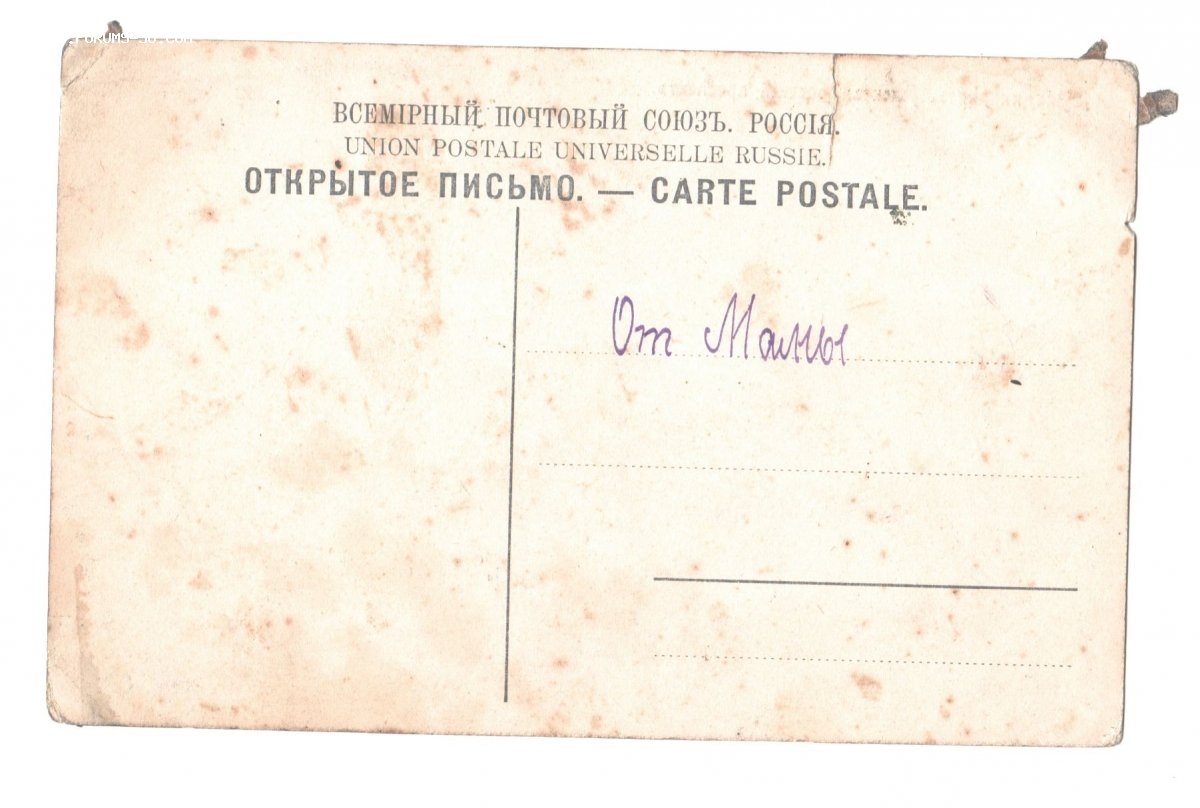 ВСЕМІРНЫЙ ПОЧТОВЫЙ СОЮЗЪ. РОССІЯ.
UNION POSTALE UNIVERSELLE RUSSIE.
ОТКРЫТОЕ ПИСЬМО. — CARTE POSTALE.
От Мамы